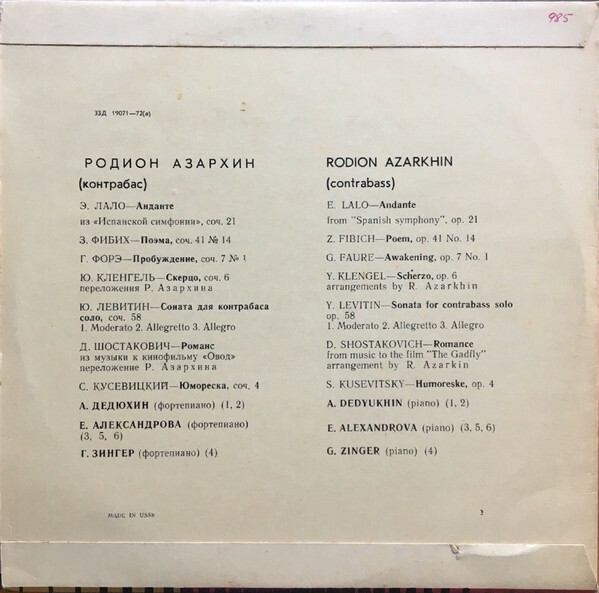 985
33Д 19071—72(а)
РОДИОН АЗАРХИН
(контрабас)
Э. ЛАЛО—Анданте
из «Испанской симфонии», соч. 21
З. ФИБИХ—Поэма, соч. 41 № 14
Г. ФОРЭ—Пробуждение, соч. 7 № 1
Ю. КЛЕНГЕЛЬ—Скерцо, соч. 6
переложения Р. Азархина
Ю. ЛЕВИТИН—Соната для контрабаса
соло, соч. 58
1. Moderato 2. Allegretto 3. Allegro
Д. ШОСТАКОВИЧ—Романс
из музыки к кинофильму «Овод»
переложение Р. Азархина
С. КУСЕВИЦКИЙ—Юмореска, соч. 4
А. ДЕДЮХИН (фортепиано) (1, 2)
Е. АЛЕКСАНДРОВА (фортепиано)
(3, 5, 6)
Г. ЗИНГЕР (фортепиано) (4)
RODION AZARKHIN
(contrabass)
E. LALO—Andante
from "Spanish symphony", op. 21
Z. FIBICH—Poem, op. 41 No. 14
G. FAURE—Awakening, op. 7 No. 1
Y. KLENGEL—Scherzo, op. 6
arrangements by R. Azarkhin
Y. LEVITIN—Sonata for contrabass solo
op. 58
1. Moderato 2. Allegretto 3. Allegro
D. SHOSTAKOVICH—Romance
from music to the film "The Gadfly"
arrangement by R. Azarkin
S. KUSEVITSKY—Humoreske, op. 4
A. DEDYUKHIN (piano) (1, 2)
E. ALEXANDROVA (piano) (3, 5, 6)
G. ZINGER (piano) (4)
MADE IN USSR